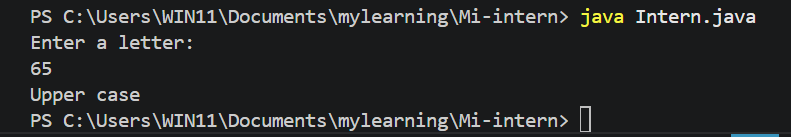 PS C:\Users\WIN11\Documents\mylearning\Mi-intern> java Intern.java
Enter a letter:
65
Upper case
PS C:\Users\WIN11\Documents\mylearning\Mi-intern>